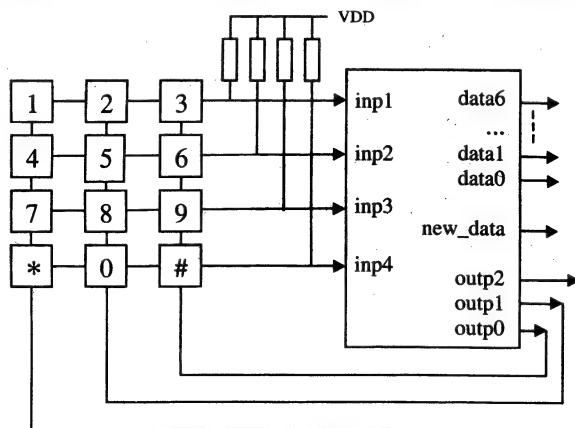 VDD
1 2 3 inp1 data6
...
4 5 6 inp2 data1
data0
7 8 9 inp3
new_data
* 0 # inp4
outp2
outp1
outp0